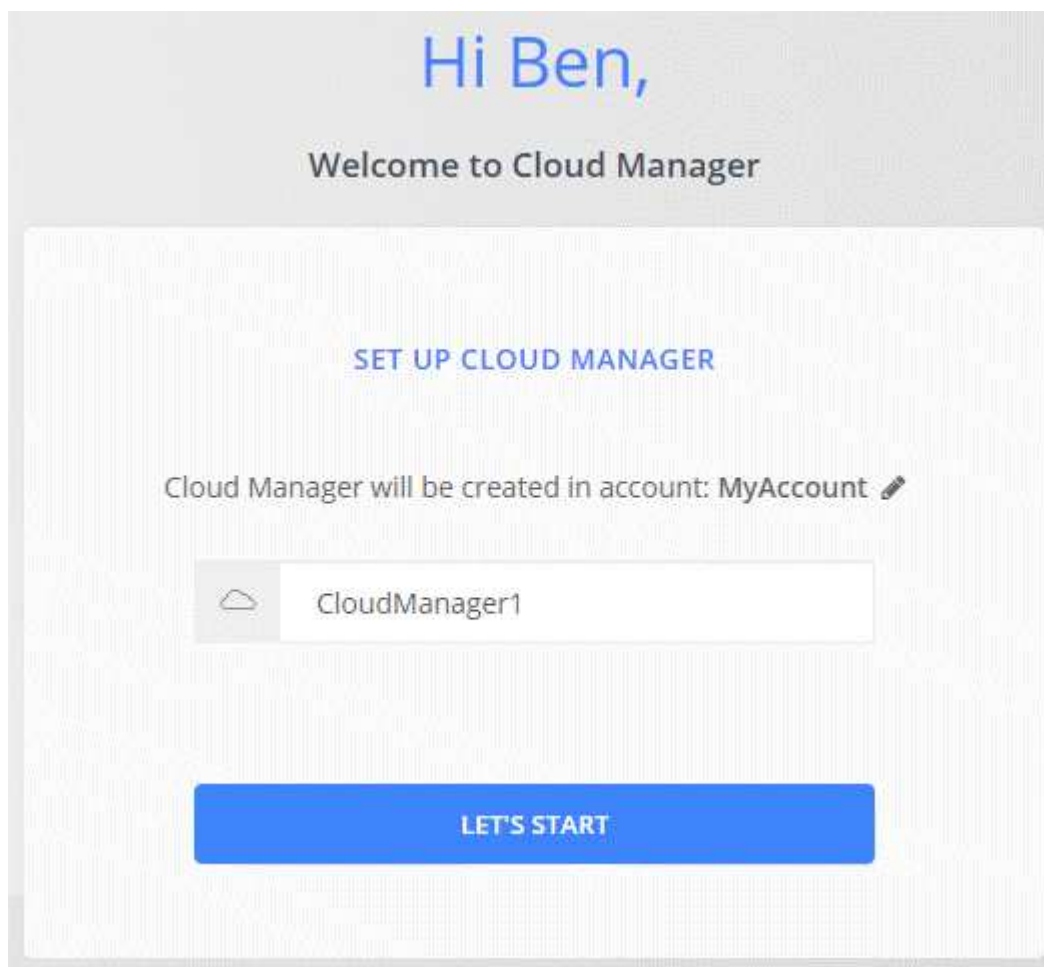 Hi Ben,
Welcome to Cloud Manager
SET UP CLOUD MANAGER
Cloud Manager will be created in account: MyAccount
CloudManager1
LET'S START